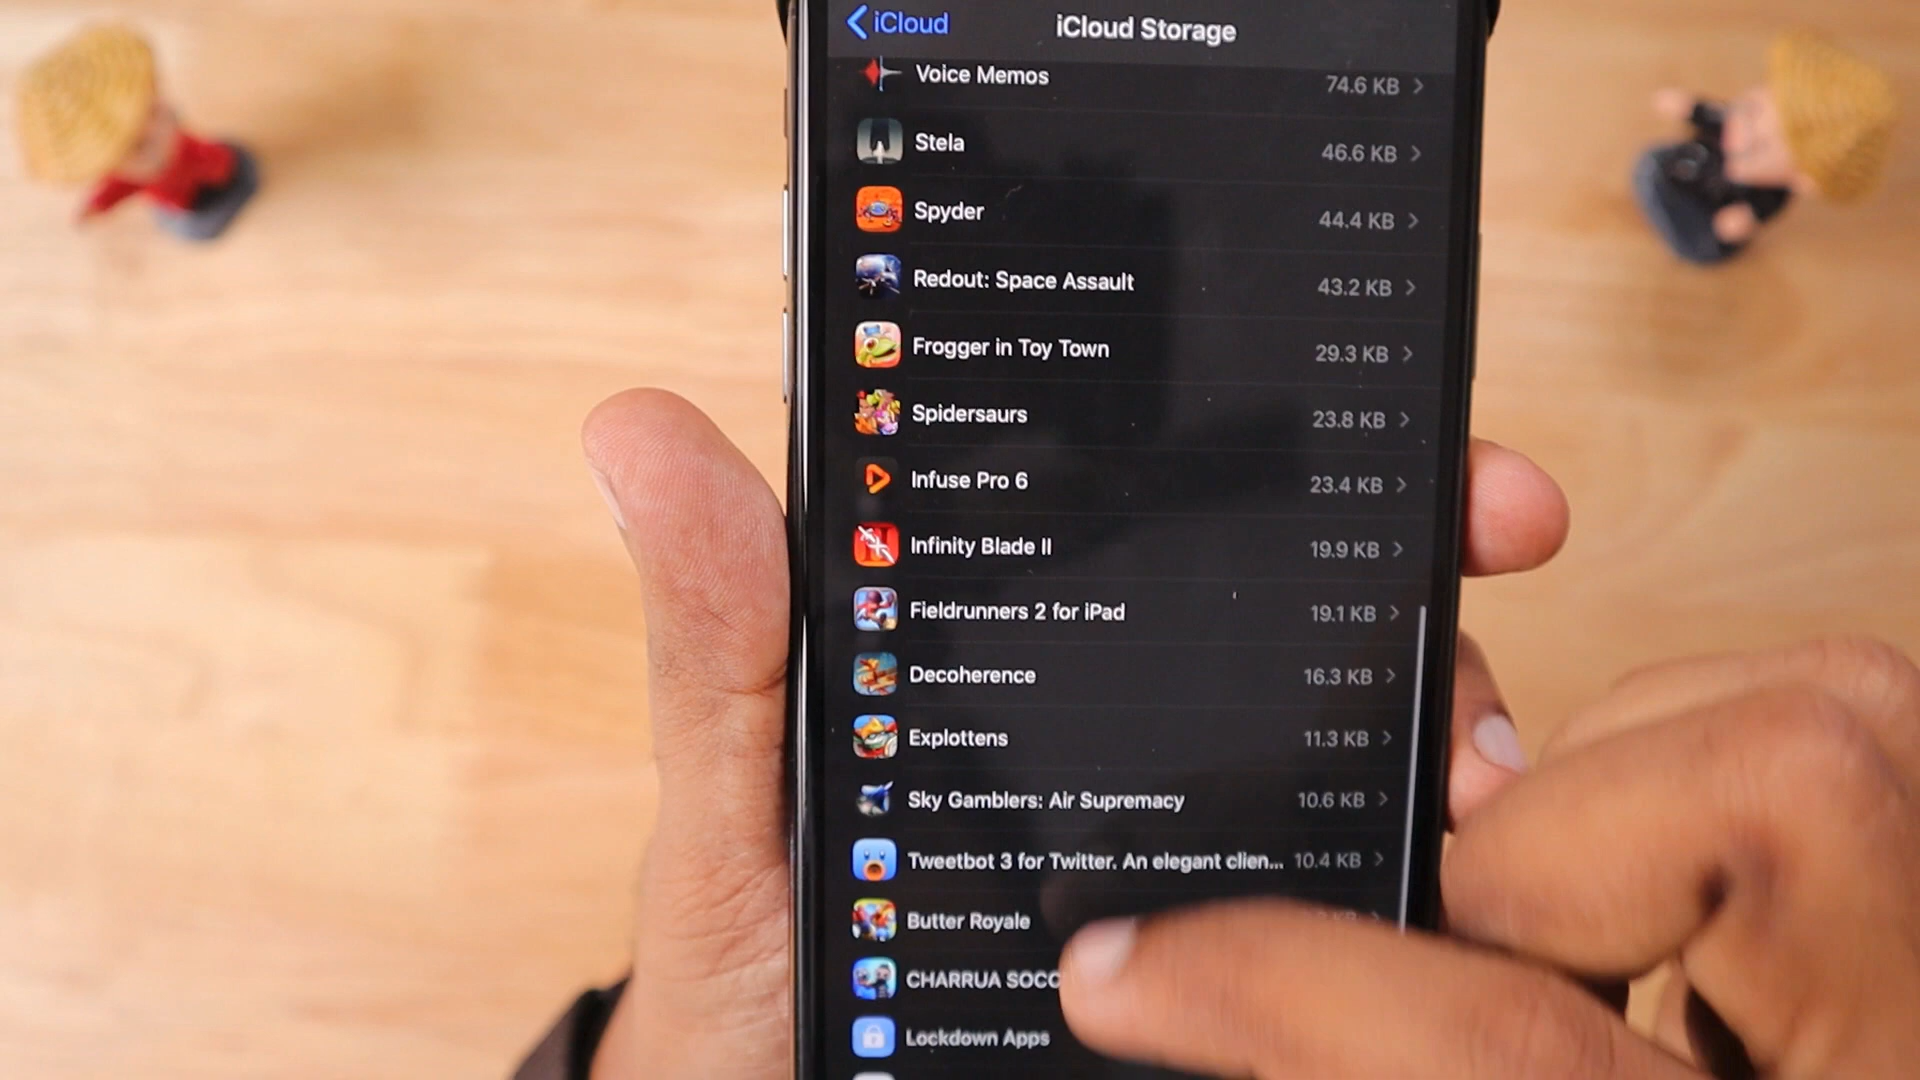 iCloud
iCloud Storage
Voice Memos 74.6 KB
Stela 46.6 KB
Spyder 44.4 KB
Redout: Space Assault 43.2 KB
Frogger in Toy Town 29.3 KB
Spidersaurs 23.8 KB
Infuse Pro 6 23.4 KB
Infinity Blade II 19.9 KB
Fieldrunners 2 for iPad 19.1 KB
Decoherence 16.3 KB
Explottens 11.3 KB
Sky Gamblers: Air Supremacy 10.6 KB
Tweetbot 3 for Twitter. An elegant clien... 10.4 KB
Butter Royale KB
CHARRUA SOCC
Lockdown Apps